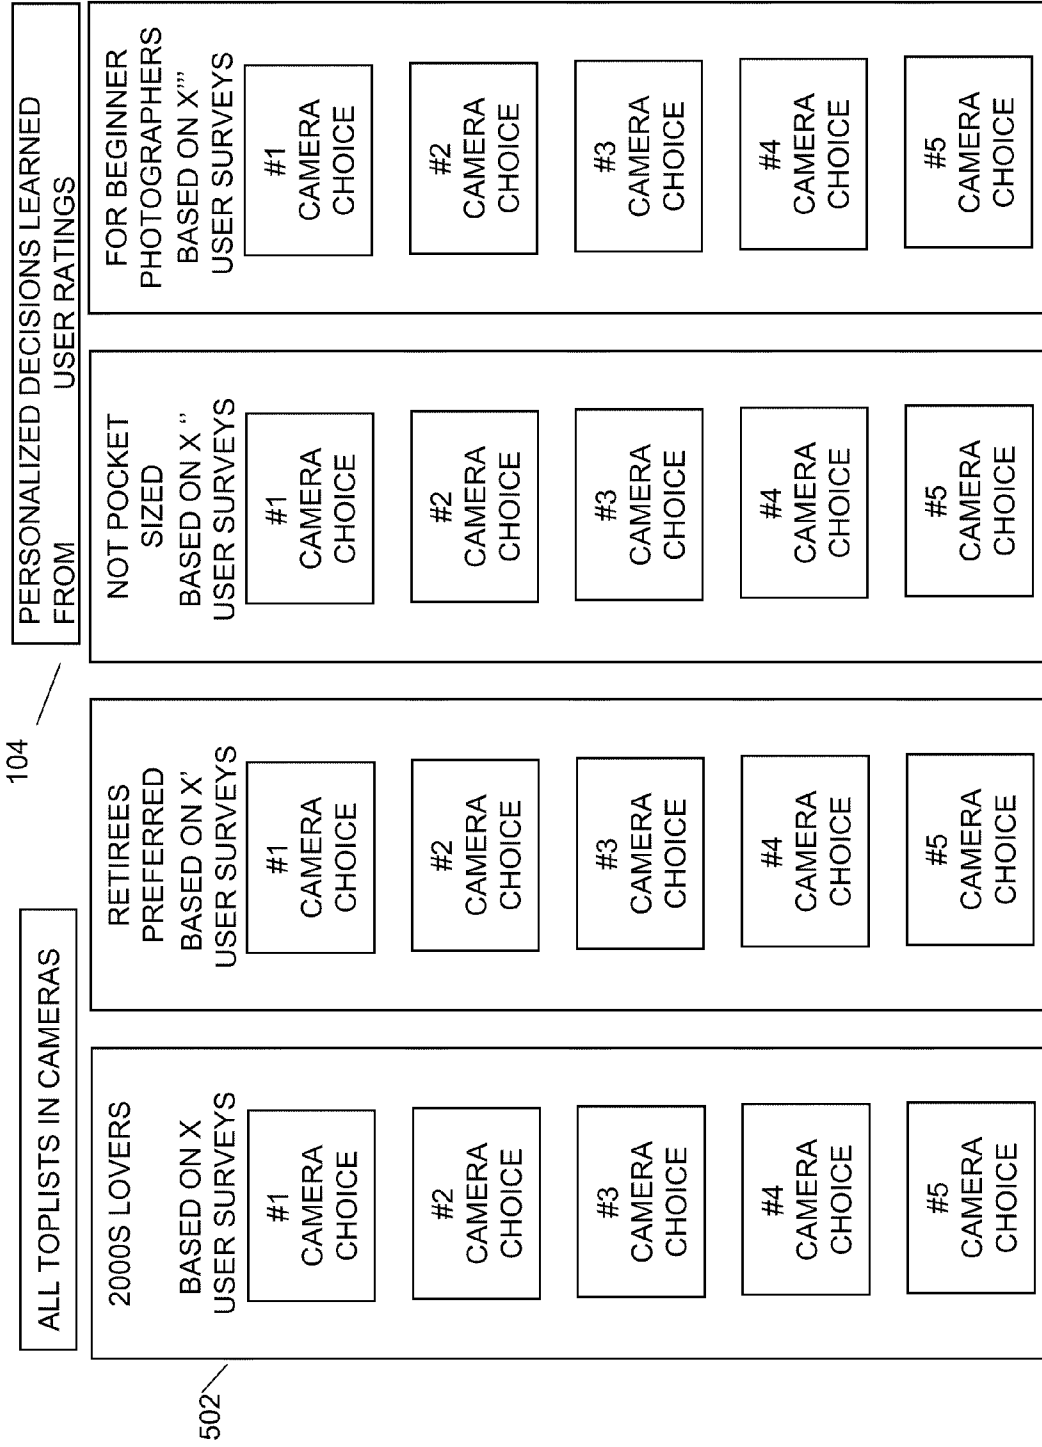 ALL TOPLISTS IN CAMERAS
104
PERSONALIZED DECISIONS LEARNED
FROM USER RATINGS
502
2000S LOVERS
BASED ON X
USER SURVEYS
#1
CAMERA
CHOICE
#2
CAMERA
CHOICE
#3
CAMERA
CHOICE
#4
CAMERA
CHOICE
#5
CAMERA
CHOICE
RETIREES
PREFERRED
BASED ON X'
USER SURVEYS
#1
CAMERA
CHOICE
#2
CAMERA
CHOICE
#3
CAMERA
CHOICE
#4
CAMERA
CHOICE
#5
CAMERA
CHOICE
NOT POCKET
SIZED
BASED ON X ''
USER SURVEYS
#1
CAMERA
CHOICE
#2
CAMERA
CHOICE
#3
CAMERA
CHOICE
#4
CAMERA
CHOICE
#5
CAMERA
CHOICE
FOR BEGINNER
PHOTOGRAPHERS
BASED ON X'''
USER SURVEYS
#1
CAMERA
CHOICE
#2
CAMERA
CHOICE
#3
CAMERA
CHOICE
#4
CAMERA
CHOICE
#5
CAMERA
CHOICE